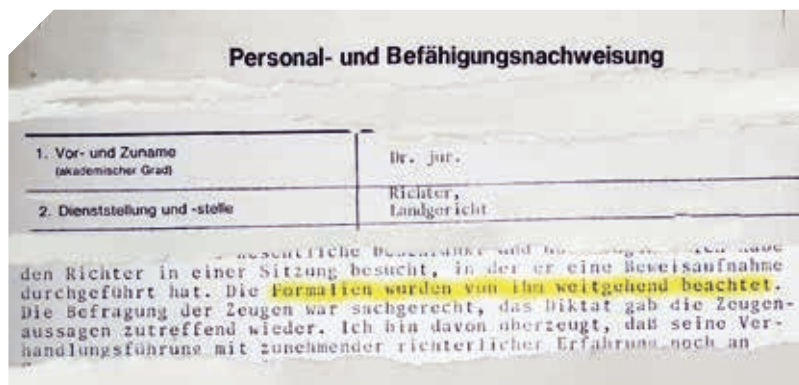 Personal- und Befähigungsnachweisung
1. Vor- und Zuname
(akademischer Grad)
Dr. jur.
2. Dienststellung und -stelle
Richter,
Landgericht
und
den Richter in einer Sitzung besucht, in der er eine Beweisaufnahme
durchgeführt hat. Die Formalien wurden von ihm weitgehend beachtet.
Die Befragung der Zeugen war sachgerecht, das Diktat gab die Zeugen-
aussagen zutreffend wieder. Ich bin davon überzeugt, daß seine Ver-
handlungsführung mit zunehmender richterlicher Erfahrung noch an